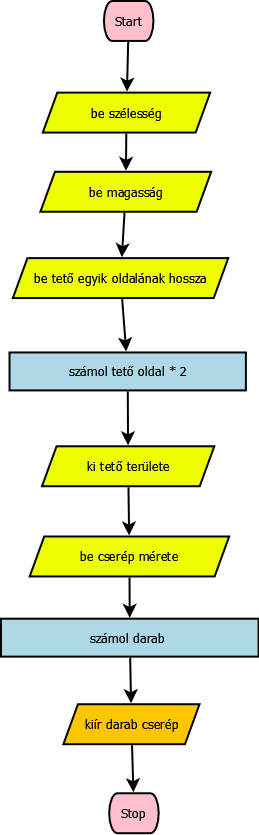 Start
be szélesség
be magasság
be tető egyik oldalának hossza
számol tető oldal * 2
ki tető területe
be cserép mérete
számol darab
kiír darab cserép
Stop